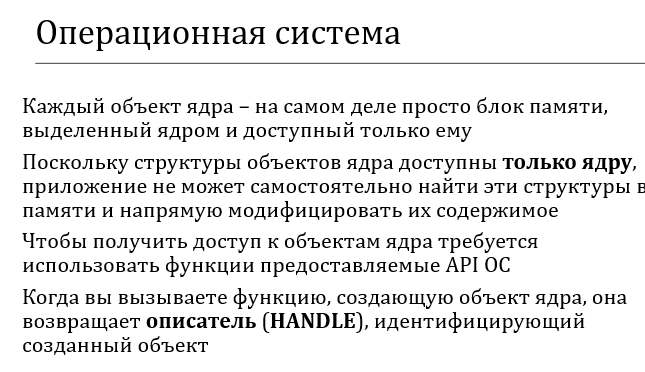 Операционная система
Каждый объект ядра – на самом деле просто блок памяти,
выделенный ядром и доступный только ему
Поскольку структуры объектов ядра доступны только ядру,
приложение не может самостоятельно найти эти структуры в
памяти и напрямую модифицировать их содержимое
Чтобы получить доступ к объектам ядра требуется
использовать функции предоставляемые API ОС
Когда вы вызываете функцию, создающую объект ядра, она
возвращает описатель (HANDLE), идентифицирующий
созданный объект